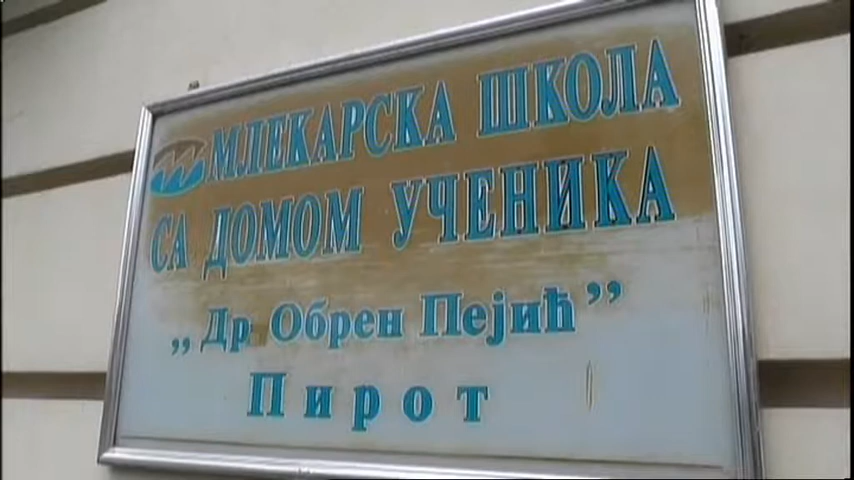 МЛЕКАРСКА ШКОЛА
СА ДОМОМ УЧЕНИКА
„Др Обрен Пејић”
Пирот